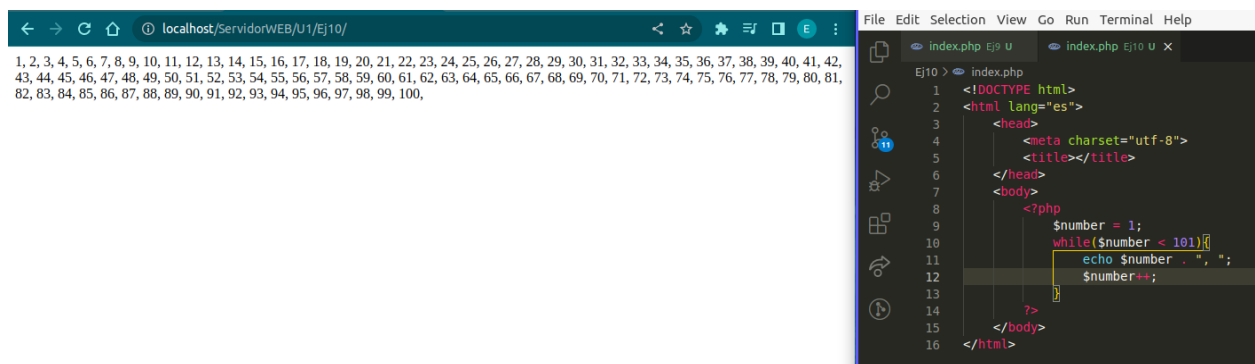 localhost/ServidorWEB/U1/Ej10/
E
1, 2, 3, 4, 5, 6, 7, 8, 9, 10, 11, 12, 13, 14, 15, 16, 17, 18, 19, 20, 21, 22, 23, 24, 25, 26, 27, 28, 29, 30, 31, 32, 33, 34, 35, 36, 37, 38, 39, 40, 41, 42,
43, 44, 45, 46, 47, 48, 49, 50, 51, 52, 53, 54, 55, 56, 57, 58, 59, 60, 61, 62, 63, 64, 65, 66, 67, 68, 69, 70, 71, 72, 73, 74, 75, 76, 77, 78, 79, 80, 81,
82, 83, 84, 85, 86, 87, 88, 89, 90, 91, 92, 93, 94, 95, 96, 97, 98, 99, 100,
File Edit Selection View Go Run Terminal Help
index.php Ej9 U index.php Ej10 U
Ej10 > index.php
11
1 <!DOCTYPE html>
2 <html lang="es">
3 <head>
4 <meta charset="utf-8">
5 <title></title>
6 </head>
7 <body>
8 <?php
9 $number = 1;
10 while($number < 101){
11 echo $number . ", ";
12 $number++;
13 }
14 ?>
15 </body>
16 </html>